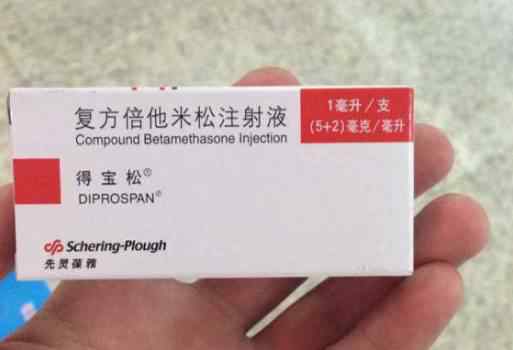 复方倍他米松注射液
Compound Betamethasone Injection
1毫升/支
(5+2)毫克/毫升
得宝松®
DIPROSPAN®
Schering-Plough
先灵葆雅